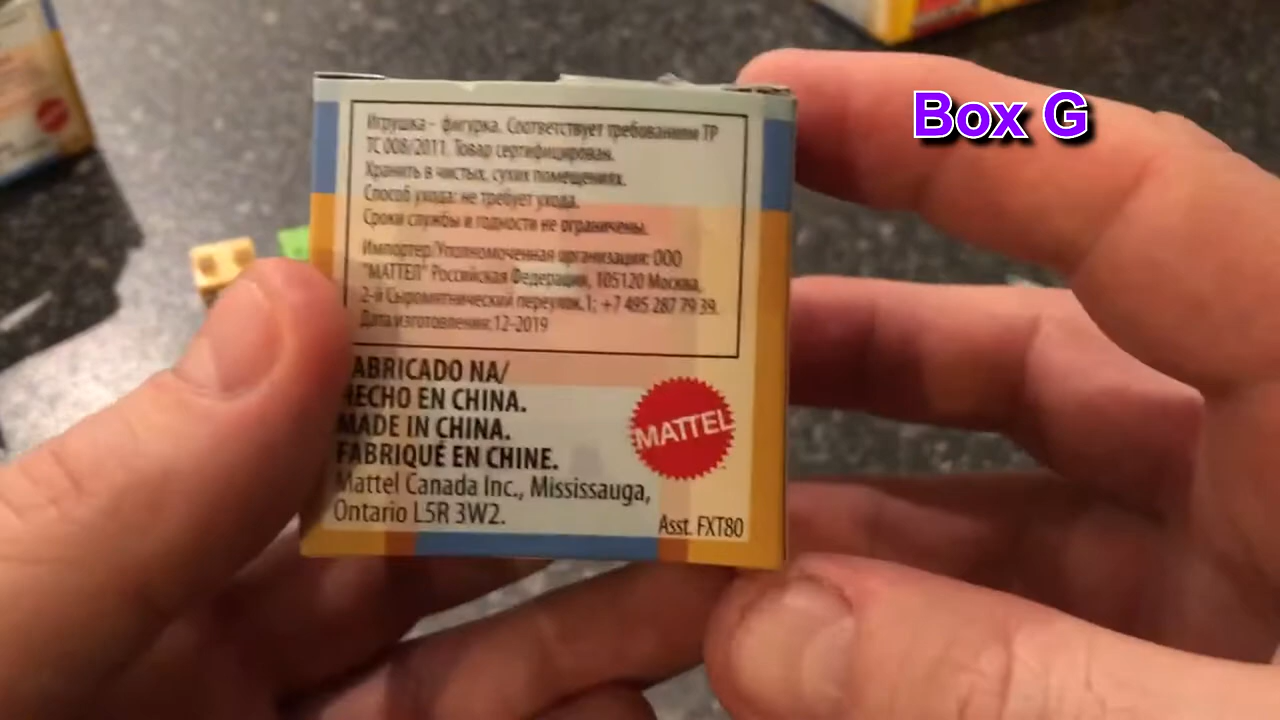 Box G
Игрушка - фигурка. Соответствует требованиям ТР
ТС 008/2011. Товар сертифицирован.
Хранить в чистых, сухих помещениях.
Способ ухода: не требует ухода.
Сроки службы и годности не ограничены.
Импортер/Уполномоченная организация: ООО
"МАТТЕЛ" Российская Федерация, 105120 Москва,
2-й Сыромятнический переулок,1; +7 495 287 79 39.
Дата изготовления: 12-2019
ABRICADO NA/
HECHO EN CHINA.
MADE IN CHINA.
FABRIQUÉ EN CHINE.
Mattel Canada Inc., Mississauga,
Ontario L5R 3W2.
MATTEL
Asst. FXT80